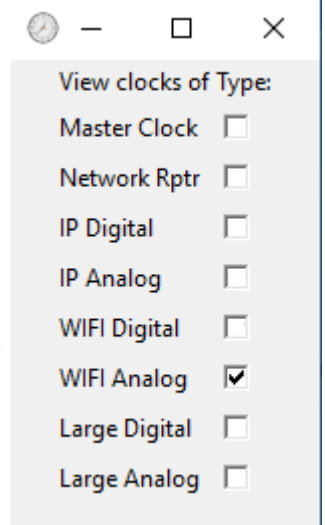 View clocks of Type:
Master Clock
Network Rptr
IP Digital
IP Analog
WIFI Digital
WIFI Analog
Large Digital
Large Analog